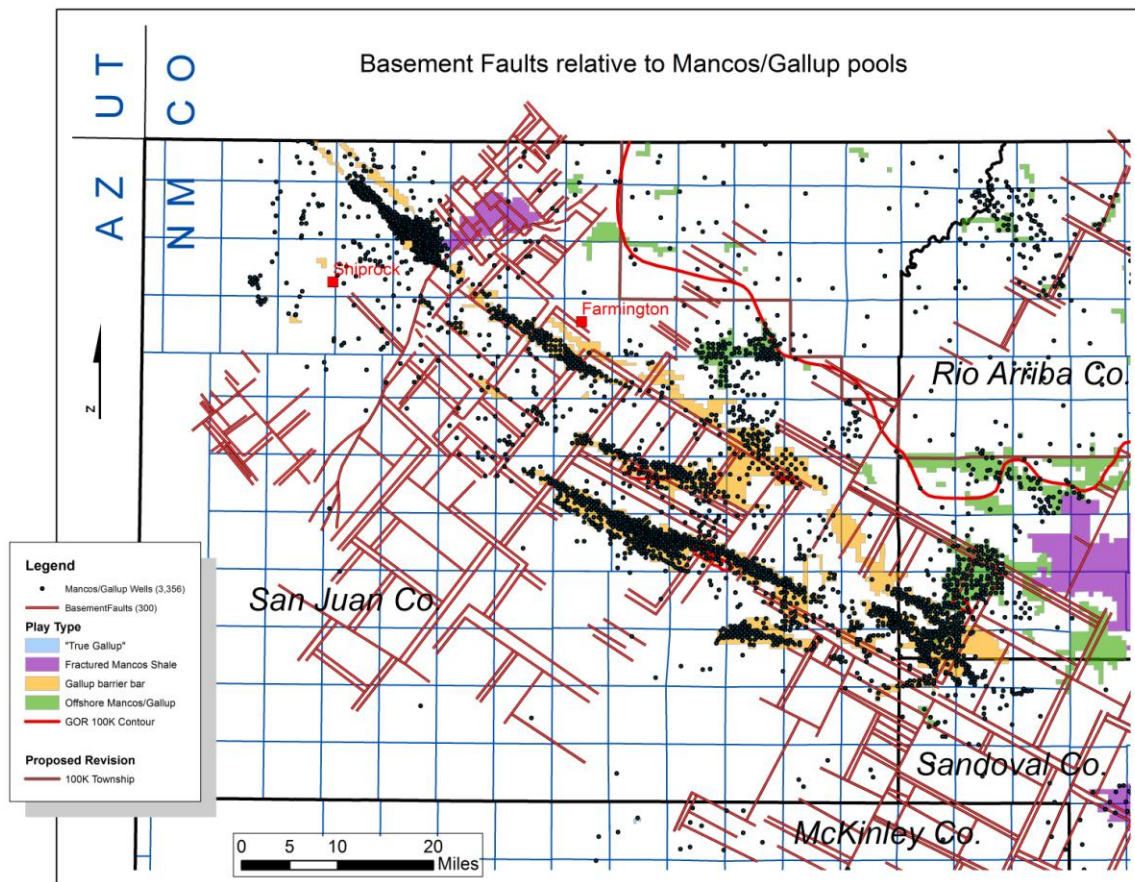 Basement Faults relative to Mancos/Gallup pools
UT
CO
AZ
NM
Shiprock
Farmington
Rio Arriba Co.
San Juan Co.
Sandoval Co.
McKinley Co.
N
Legend
Mancos/Gallup Wells (3,356)
BasementFaults (300)
Play Type
"True Gallup"
Fractured Mancos Shale
Gallup barrier bar
Offshore Mancos/Gallup
GOR 100K Contour
Proposed Revision
100K Township
0 5 10 20
Miles